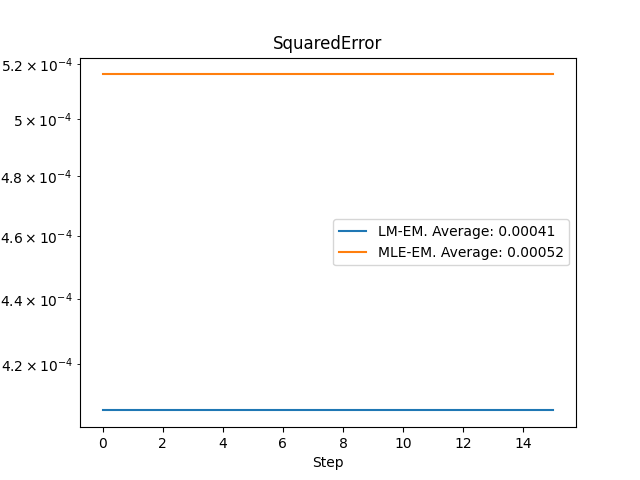 SquaredError
5.2 × 10⁻⁴
5 × 10⁻⁴
4.8 × 10⁻⁴
4.6 × 10⁻⁴
4.4 × 10⁻⁴
4.2 × 10⁻⁴
LM-EM. Average: 0.00041
MLE-EM. Average: 0.00052
0 2 4 6 8 10 12 14
Step